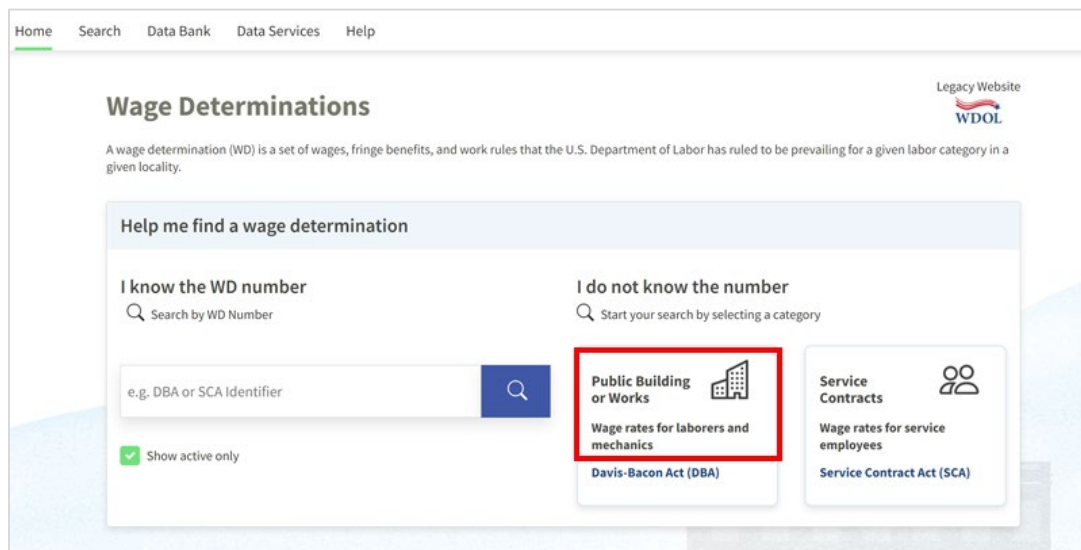 Home Search Data Bank Data Services Help
Legacy Website
WDOL
Wage Determinations
A wage determination (WD) is a set of wages, fringe benefits, and work rules that the U.S. Department of Labor has ruled to be prevailing for a given labor category in a
given locality.
Help me find a wage determination
I know the WD number
Search by WD Number
e.g. DBA or SCA Identifier
Show active only
I do not know the number
Start your search by selecting a category
Public Building
or Works
Wage rates for laborers and
mechanics
Davis-Bacon Act (DBA)
Service
Contracts
Wage rates for service
employees
Service Contract Act (SCA)